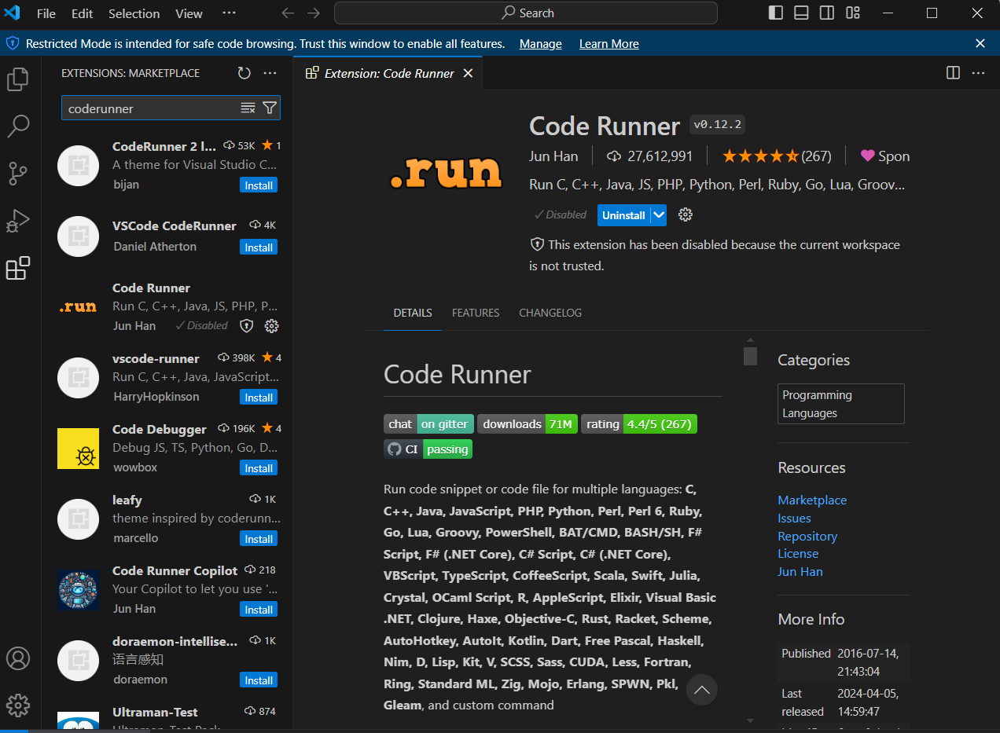 File Edit Selection View ··· Search
Restricted Mode is intended for safe code browsing. Trust this window to enable all features. Manage Learn More
EXTENSIONS: MARKETPLACE
coderunner
CodeRunner 2 l... 53K 1
A theme for Visual Studio C...
bijan Install
VSCode CodeRunner 4K
Daniel Atherton Install
Code Runner
.run Run C, C++, Java, JS, PHP, P...
Jun Han ✓ Disabled
vscode-runner 398K 4
Run C, C++, Java, JavaScript...
HarryHopkinson Install
Code Debugger 196K 4
Debug JS, TS, Python, Go, D...
wowbox Install
leafy 1K
theme inspired by coderunn...
marcello Install
Code Runner Copilot 218
Your Copilot to let you use '...
Jun Han Install
doraemon-intellise... 1K
语言感知
doraemon Install
Ultraman-Test 874
Ultraman-Test Pack
Extension: Code Runner
.run
Code Runner v0.12.2
Jun Han 27,612,991 (267) Spon
Run C, C++, Java, JS, PHP, Python, Perl, Ruby, Go, Lua, Groov...
✓ Disabled Uninstall
This extension has been disabled because the current workspace
is not trusted.
DETAILS FEATURES CHANGELOG
Code Runner
chat on gitter downloads 71M rating 4.4/5 (267)
CI passing
Run code snippet or code file for multiple languages: C,
C++, Java, JavaScript, PHP, Python, Perl, Perl 6, Ruby,
Go, Lua, Groovy, PowerShell, BAT/CMD, BASH/SH, F#
Script, F# (.NET Core), C# Script, C# (.NET Core),
VBScript, TypeScript, CoffeeScript, Scala, Swift, Julia,
Crystal, OCaml Script, R, AppleScript, Elixir, Visual Basic
.NET, Clojure, Haxe, Objective-C, Rust, Racket, Scheme,
AutoHotkey, AutoIt, Kotlin, Dart, Free Pascal, Haskell,
Nim, D, Lisp, Kit, V, SCSS, Sass, CUDA, Less, Fortran,
Ring, Standard ML, Zig, Mojo, Erlang, SPWN, Pkl,
Gleam, and custom command
Categories
Programming
Languages
Resources
Marketplace
Issues
Repository
License
Jun Han
More Info
Published 2016-07-14,
21:43:04
Last 2024-04-05,
released 14:59:47